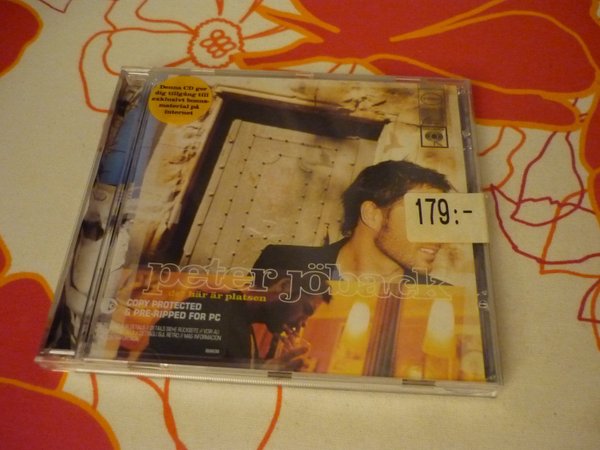 Denna CD ger
dig tillgång till
exklusivt bonus-
material på
internet
179:-
peter jöback
här är platsen
COPY PROTECTED
& PRE-RIPPED FOR PC